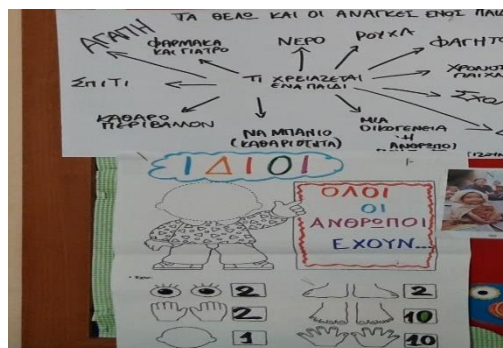 ΤΑ ΘΕΛΩ ΚΑΙ ΟΙ ΑΝΑΓΚΕΣ ΕΝΟΣ
ΑΓΑΠΗ
ΦΑΡΜΑΚΑ
ΚΑΙ ΓΙΑΤΡΟ
ΝΕΡΟ
ΡΟΥΧΑ
ΦΑΓΗΤΟ
ΣΠΙΤΙ
ΤΙ ΧΡΕΙΑΖΕΤΑΙ
ΕΝΑ ΠΑΙΔΙ
ΚΑΘΑΡΟ
ΠΕΡΙΒΑΛΛΟΝ
ΝΑ ΜΠΑΝΙΟ
(ΚΑΘΑΡΙΟΤΗΤΑ)
ΜΙΑ
ΟΙΚΟΓΕΝΕΙΑ
Ή
ΑΝΘΡΩΠΟΙ
ΙΔΙΟΙ
ΟΛΟΙ
ΟΙ
ΑΝΘΡΩΠΟΙ
ΕΧΟΥΝ...
2
2
2
10
1
10